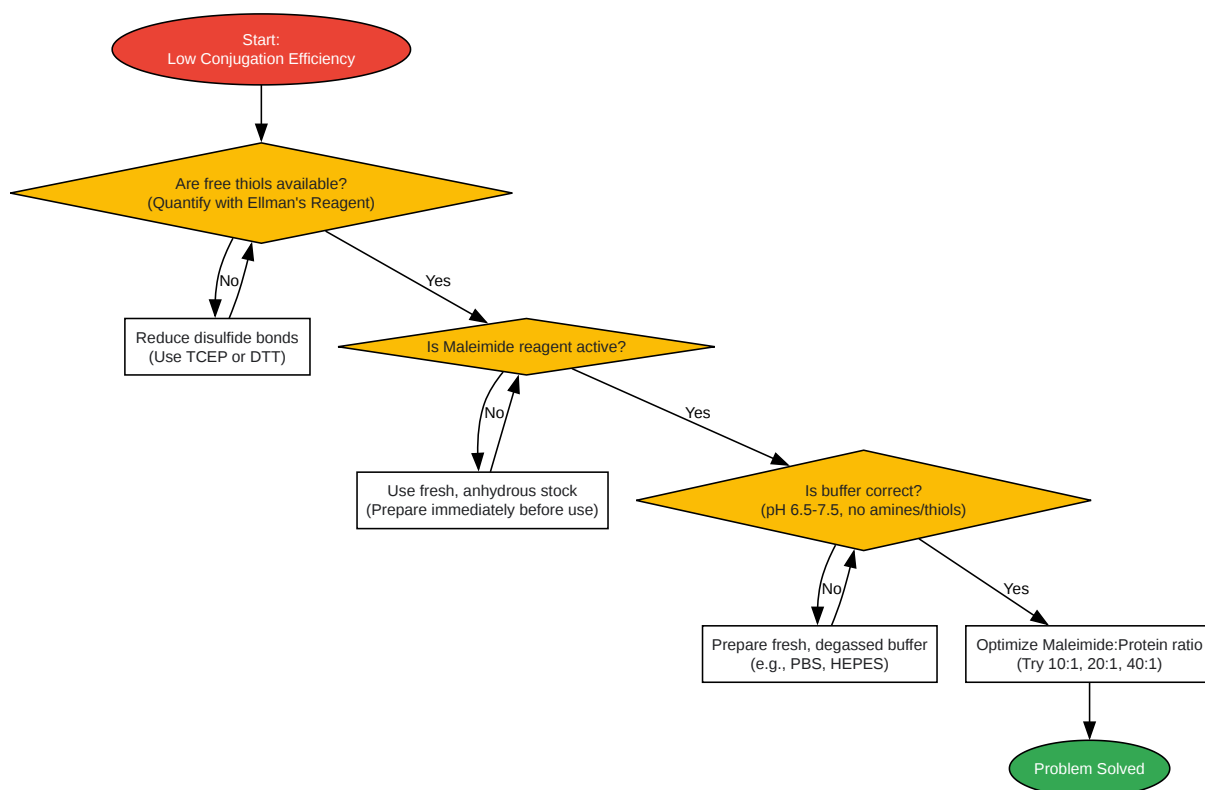 Start:
Low Conjugation Efficiency
Are free thiols available?
(Quantify with Ellman's Reagent)
No
Yes
Reduce disulfide bonds
(Use TCEP or DTT)
Is Maleimide reagent active?
No
Yes
Use fresh, anhydrous stock
(Prepare immediately before use)
Is buffer correct?
(pH 6.5-7.5, no amines/thiols)
No
Yes
Prepare fresh, degassed buffer
(e.g., PBS, HEPES)
Optimize Maleimide:Protein ratio
(Try 10:1, 20:1, 40:1)
Problem Solved